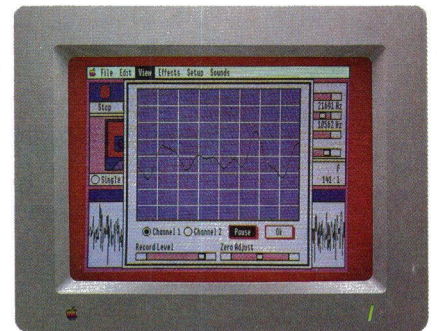 File Edit View Effects Setup Sounds
Stop
21691 Hz
Single
Channel 1 Channel 2 Pause Ok
Record Level Zero Adjust